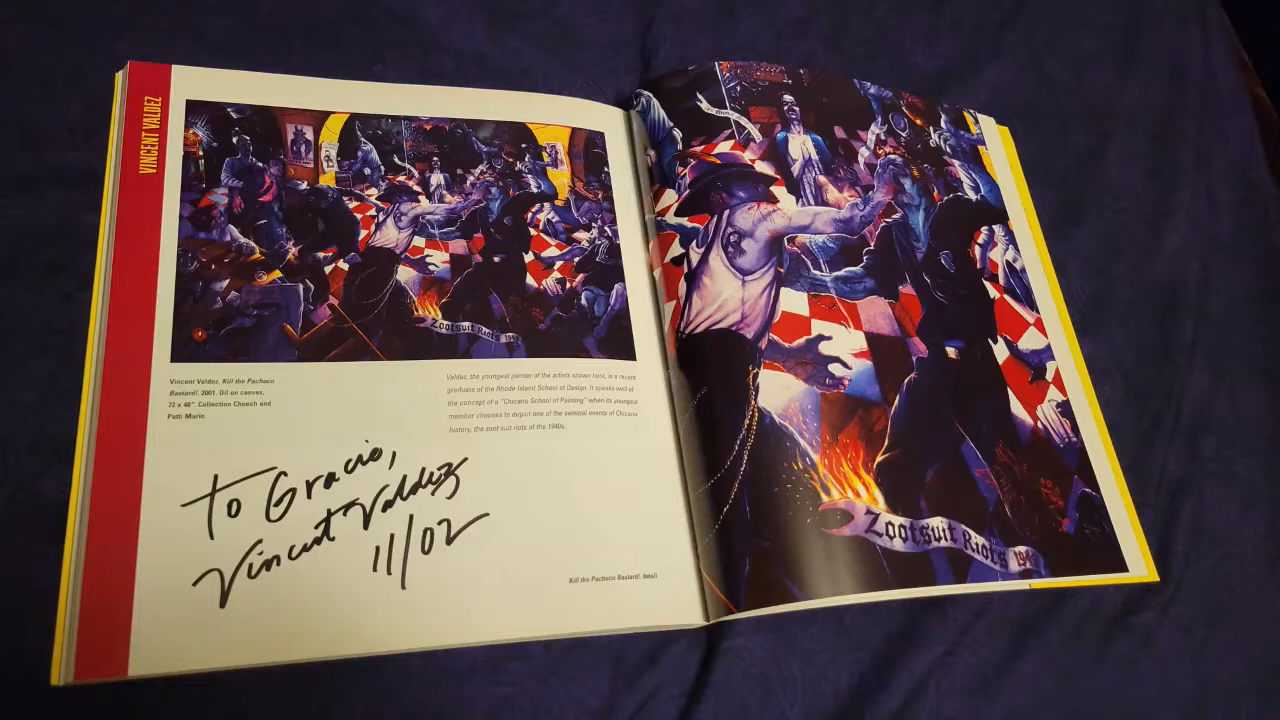 VINCENT VALDEZ
Zootsuit Riots
Vincent Valdez, Kill the Pachuco
Bastard!, 2001. Oil on canvas,
72 x 48". Collection Cheech and
Patti Marin
Valdez, the youngest painter of the artists shown here, is a recent
graduate of the Rhode Island School of Design. It speaks well of
the concept of a "Chicano School of Painting" when its youngest
member chooses to depict one of the seminal events of Chicano
history, the zoot suit riots of the 1940s.
To Gracie,
Vincent Valdez
11/02
Kill the Pachuco Bastard!, detail
Zootsuit Riots